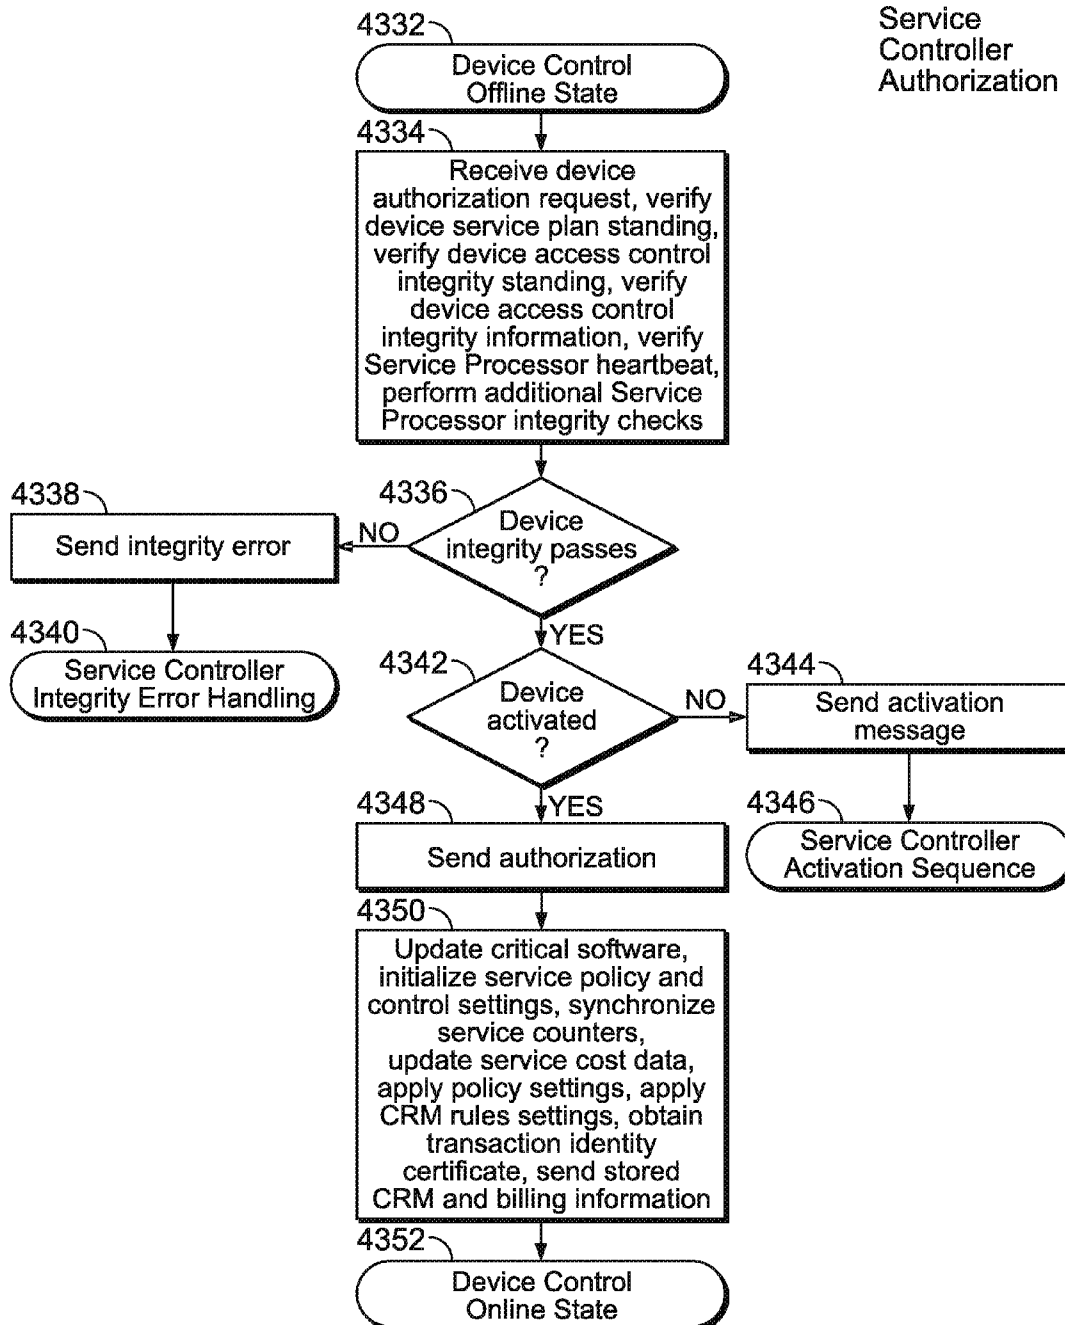 Service
Controller
Authorization
4332
Device Control
Offline State
4334
Receive device
authorization request, verify
device service plan standing,
verify device access control
integrity standing, verify
device access control
integrity information, verify
Service Processor heartbeat,
perform additional Service
Processor integrity checks
4336
Device
integrity passes
?
NO
4338
Send integrity error
4340
Service Controller
Integrity Error Handling
YES
4342
Device
activated
?
NO
4344
Send activation
message
4346
Service Controller
Activation Sequence
YES
4348
Send authorization
4350
Update critical software,
initialize service policy and
control settings, synchronize
service counters,
update service cost data,
apply policy settings, apply
CRM rules settings, obtain
transaction identity
certificate, send stored
CRM and billing information
4352
Device Control
Online State